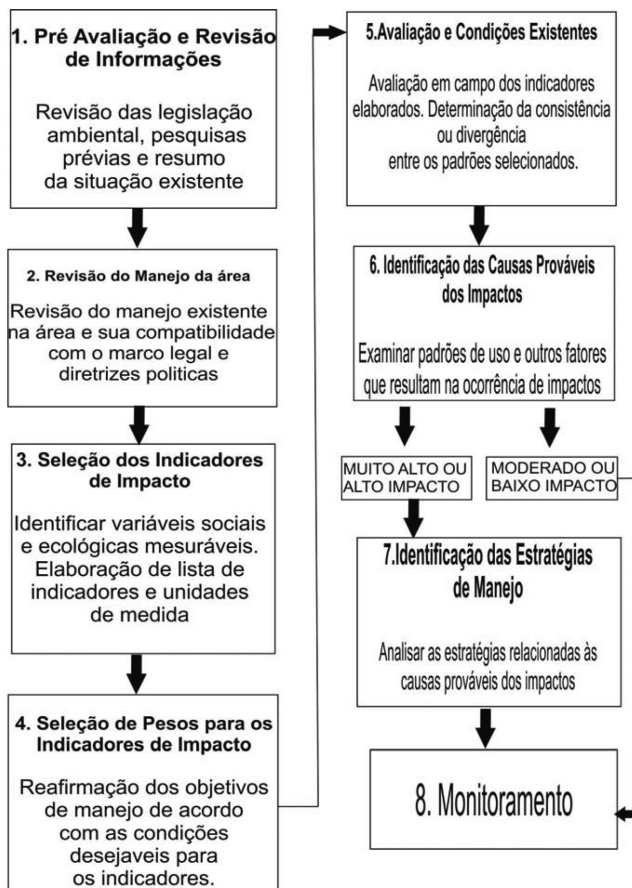 1. Pré Avaliação e Revisão
de Informações
Revisão das legislação
ambiental, pesquisas
prévias e resumo
da situação existente
2. Revisão do Manejo da área
Revisão do manejo existente
na área e sua compatibilidade
com o marco legal e
diretrizes politicas
3. Seleção dos Indicadores
de Impacto
Identificar variáveis sociais
e ecológicas mesuráveis.
Elaboração de lista de
indicadores e unidades
de medida
4. Seleção de Pesos para os
Indicadores de Impacto
Reafirmação dos objetivos
de manejo de acordo
com as condições
desejaveis para
os indicadores.
5.Avaliação e Condições Existentes
Avaliação em campo dos indicadores
elaborados. Determinação da consistência
ou divergência
entre os padrões selecionados.
6. Identificação das Causas Prováveis
dos Impactos
Examinar padrões de uso e outros fatores
que resultam na ocorrência de impactos
MUITO ALTO OU
ALTO IMPACTO
MODERADO OU
BAIXO IMPACTO
7.Identificação das Estratégias
de Manejo
Analisar as estratégias relacionadas às
causas prováveis dos impactos
8. Monitoramento